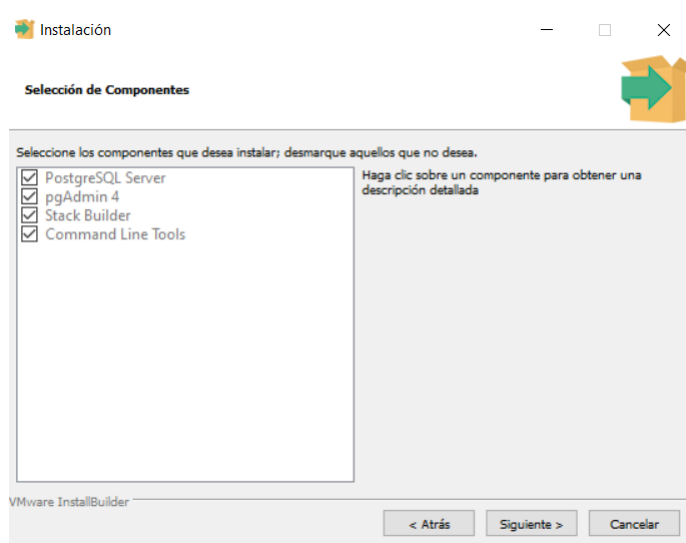 Instalación
Selección de Componentes
Seleccione los componentes que desea instalar; desmarque aquellos que no desea.
PostgreSQL Server
pgAdmin 4
Stack Builder
Command Line Tools
Haga clic sobre un componente para obtener una
descripción detallada
VMware InstallBuilder
< Atrás
Siguiente >
Cancelar